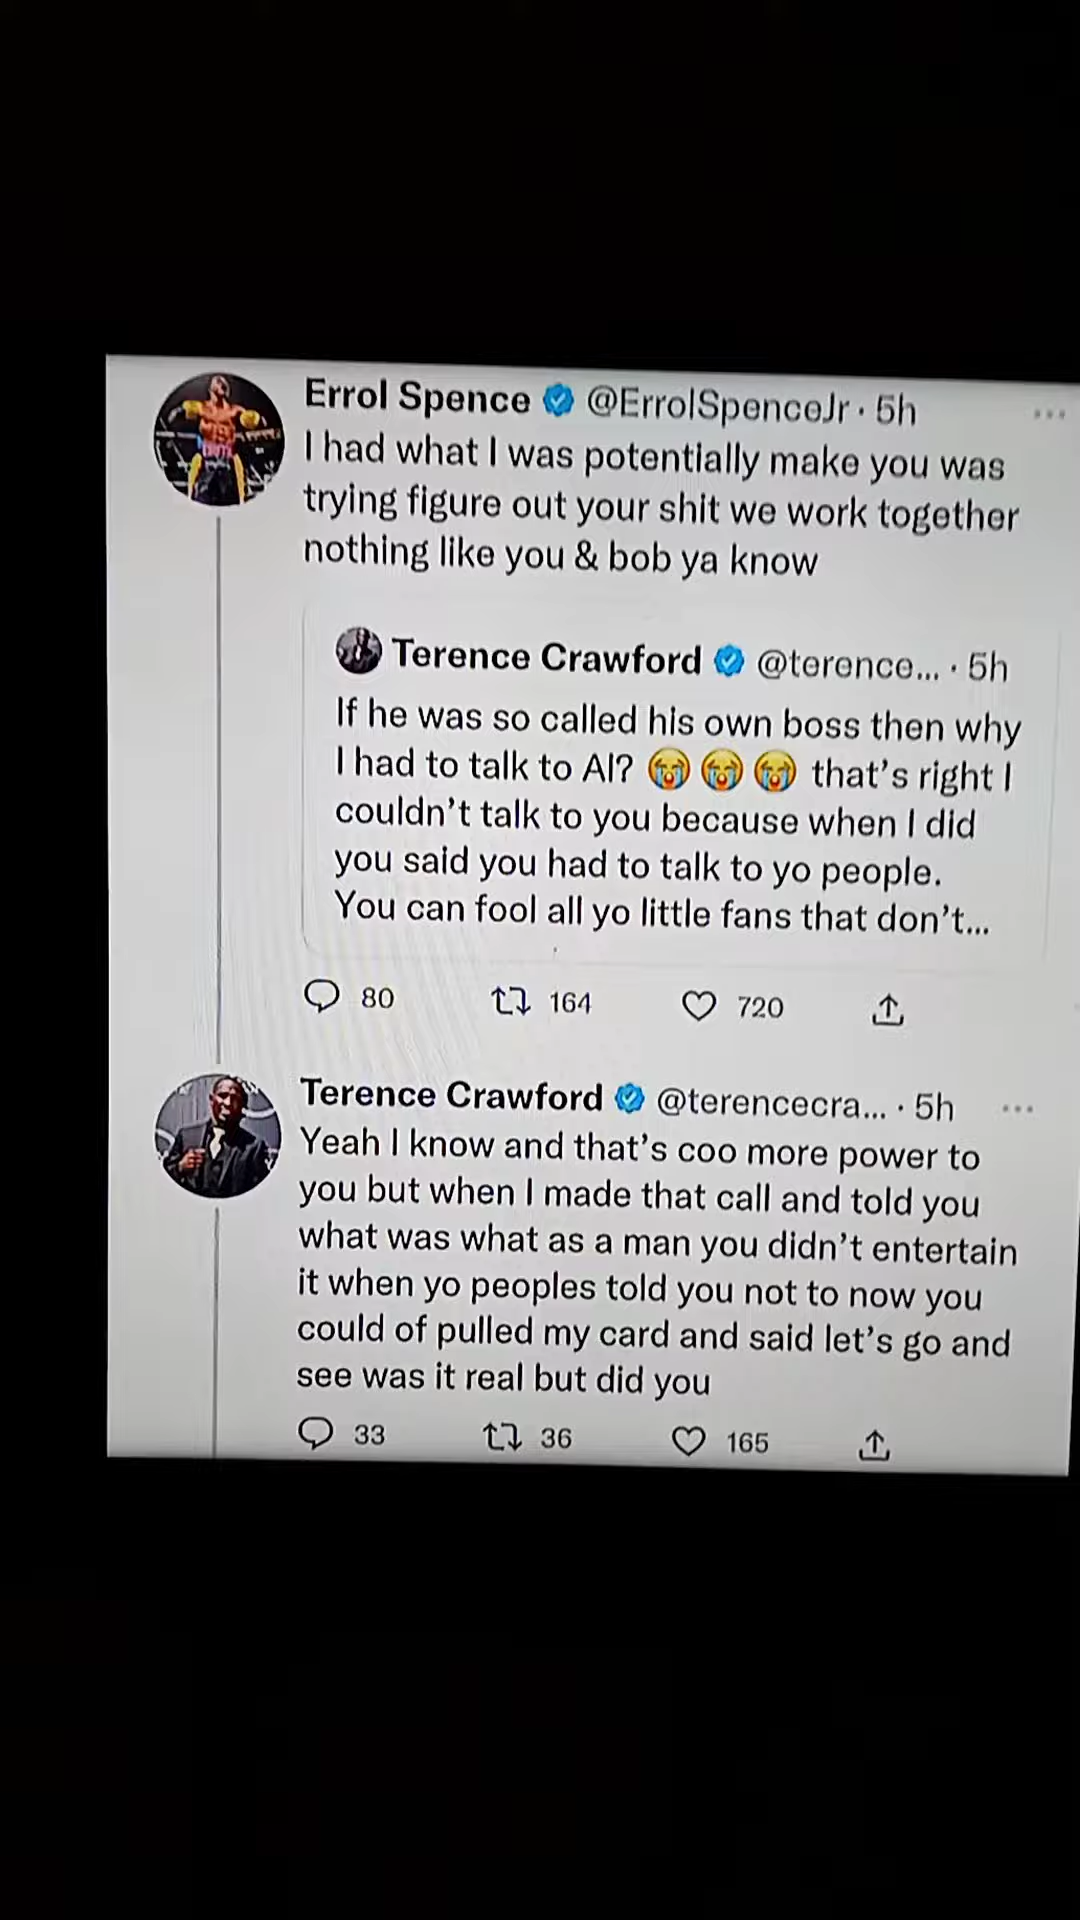 Errol Spence @ErrolSpenceJr · 5h
I had what I was potentially make you was
trying figure out your shit we work together
nothing like you & bob ya know
Terence Crawford @terence... · 5h
If he was so called his own boss then why
I had to talk to Al? 😭😭😭 that's right I
couldn't talk to you because when I did
you said you had to talk to yo people.
You can fool all yo little fans that don't...
80 164 720
Terence Crawford @terencecra... · 5h
Yeah I know and that's coo more power to
you but when I made that call and told you
what was what as a man you didn't entertain
it when yo peoples told you not to now you
could of pulled my card and said let's go and
see was it real but did you
33 36 165